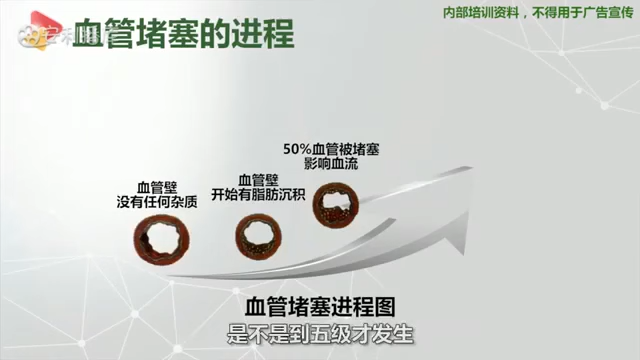 内部培训资料，不得用于广告宣传
血管堵塞的进程
50%血管被堵塞
影响血流
血管壁
开始有脂肪沉积
血管壁
没有任何杂质
血管堵塞进程图
是不是到五级才发生